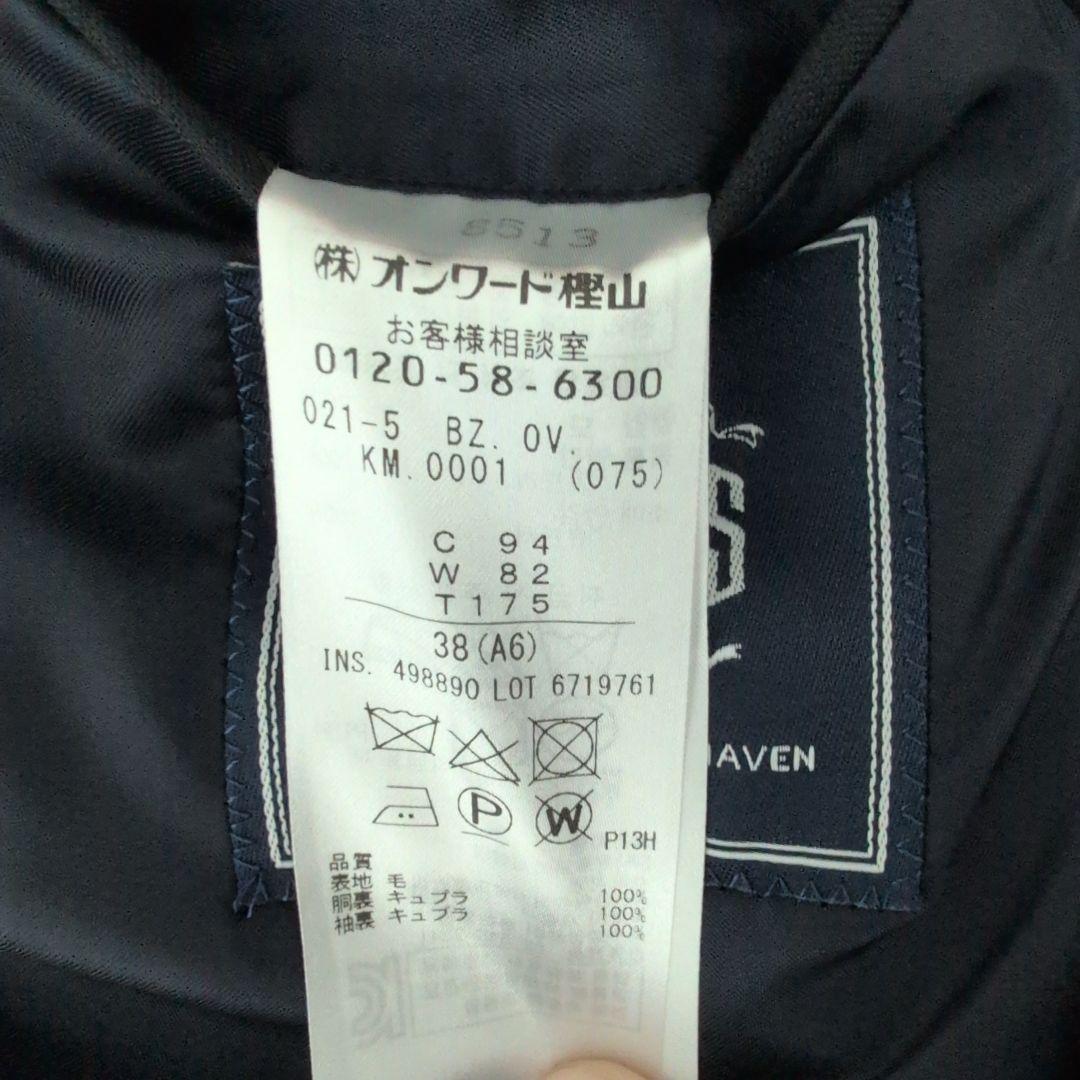 6513
㈱オンワード樫山
お客様相談室
0120-58-6300
021-5 BZ. OV.
KM.0001 (075)
C 94
W 82
T175
38(A6)
INS. 498890 LOT 6719761
P
W
P13H
品質
表地 毛 100%
胴裏 キュプラ 100%
袖裏 キュプラ 100%
S
HAVEN